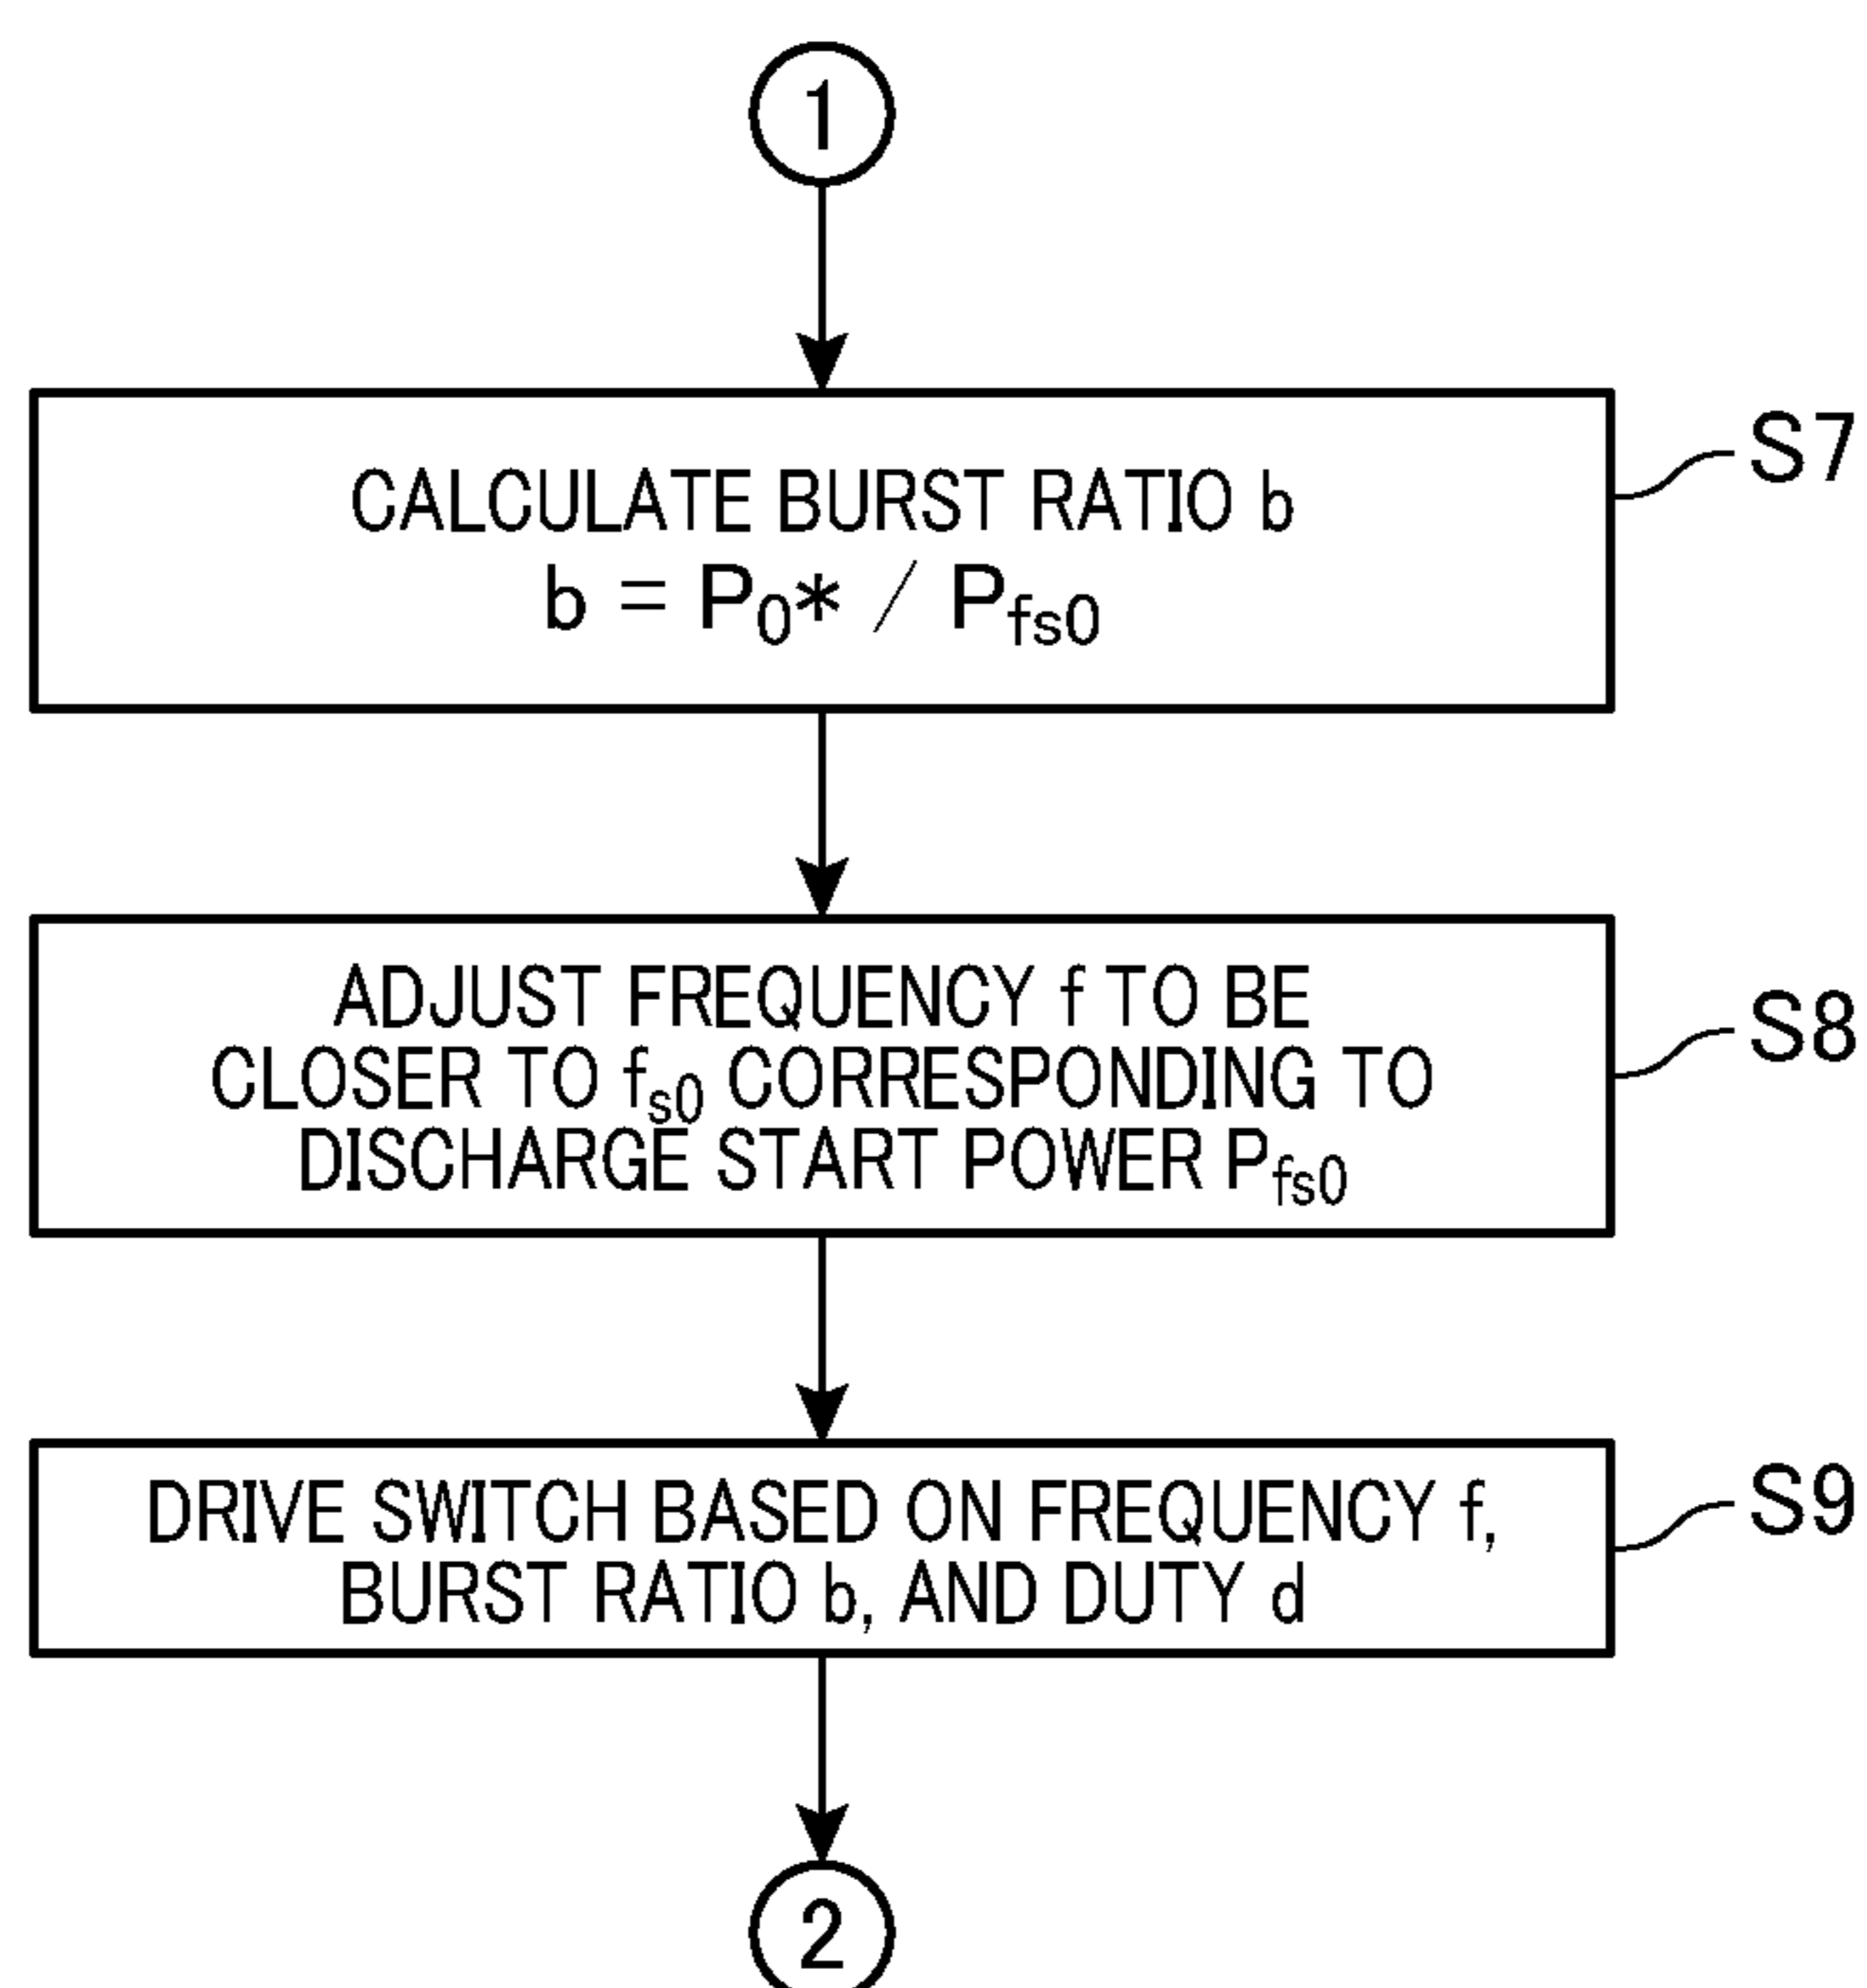 1
CALCULATE BURST RATIO b
b = P₀* / Pfs0
S7
ADJUST FREQUENCY f TO BE
CLOSER TO fs0 CORRESPONDING TO
DISCHARGE START POWER Pfs0
S8
DRIVE SWITCH BASED ON FREQUENCY f,
BURST RATIO b, AND DUTY d
S9
2